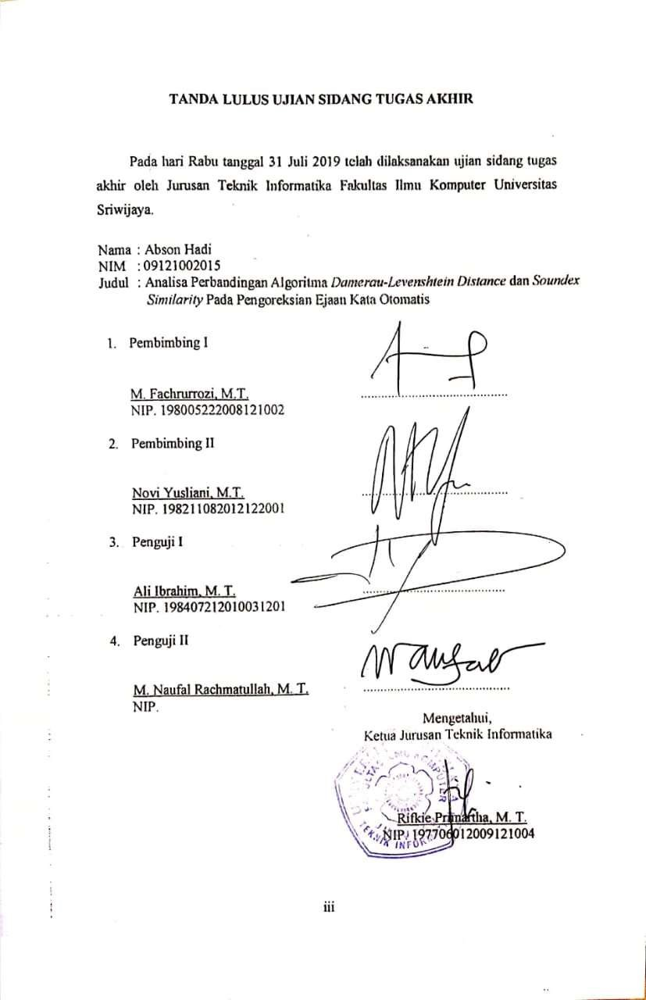 TANDA LULUS UJIAN SIDANG TUGAS AKHIR
Pada hari Rabu tanggal 31 Juli 2019 telah dilaksanakan ujian sidang tugas
akhir oleh Jurusan Teknik Informatika Fakultas Ilmu Komputer Universitas
Sriwijaya.
Nama : Abson Hadi
NIM : 09121002015
Judul : Analisa Perbandingan Algoritma Damerau-Levenshtein Distance dan Soundex
Similarity Pada Pengoreksian Ejaan Kata Otomatis
1. Pembimbing I
M. Fachrurrozi, M.T.
NIP. 198005222008121002
2. Pembimbing II
Novi Yusliani, M.T.
NIP. 198211082012122001
3. Penguji I
Ali Ibrahim, M. T.
NIP. 198407212010031201
4. Penguji II
M. Naufal Rachmatullah, M. T.
NIP.
Mengetahui,
Ketua Jurusan Teknik Informatika
Rifkie Primartha, M. T.
NIP. 197706012009121004
iii